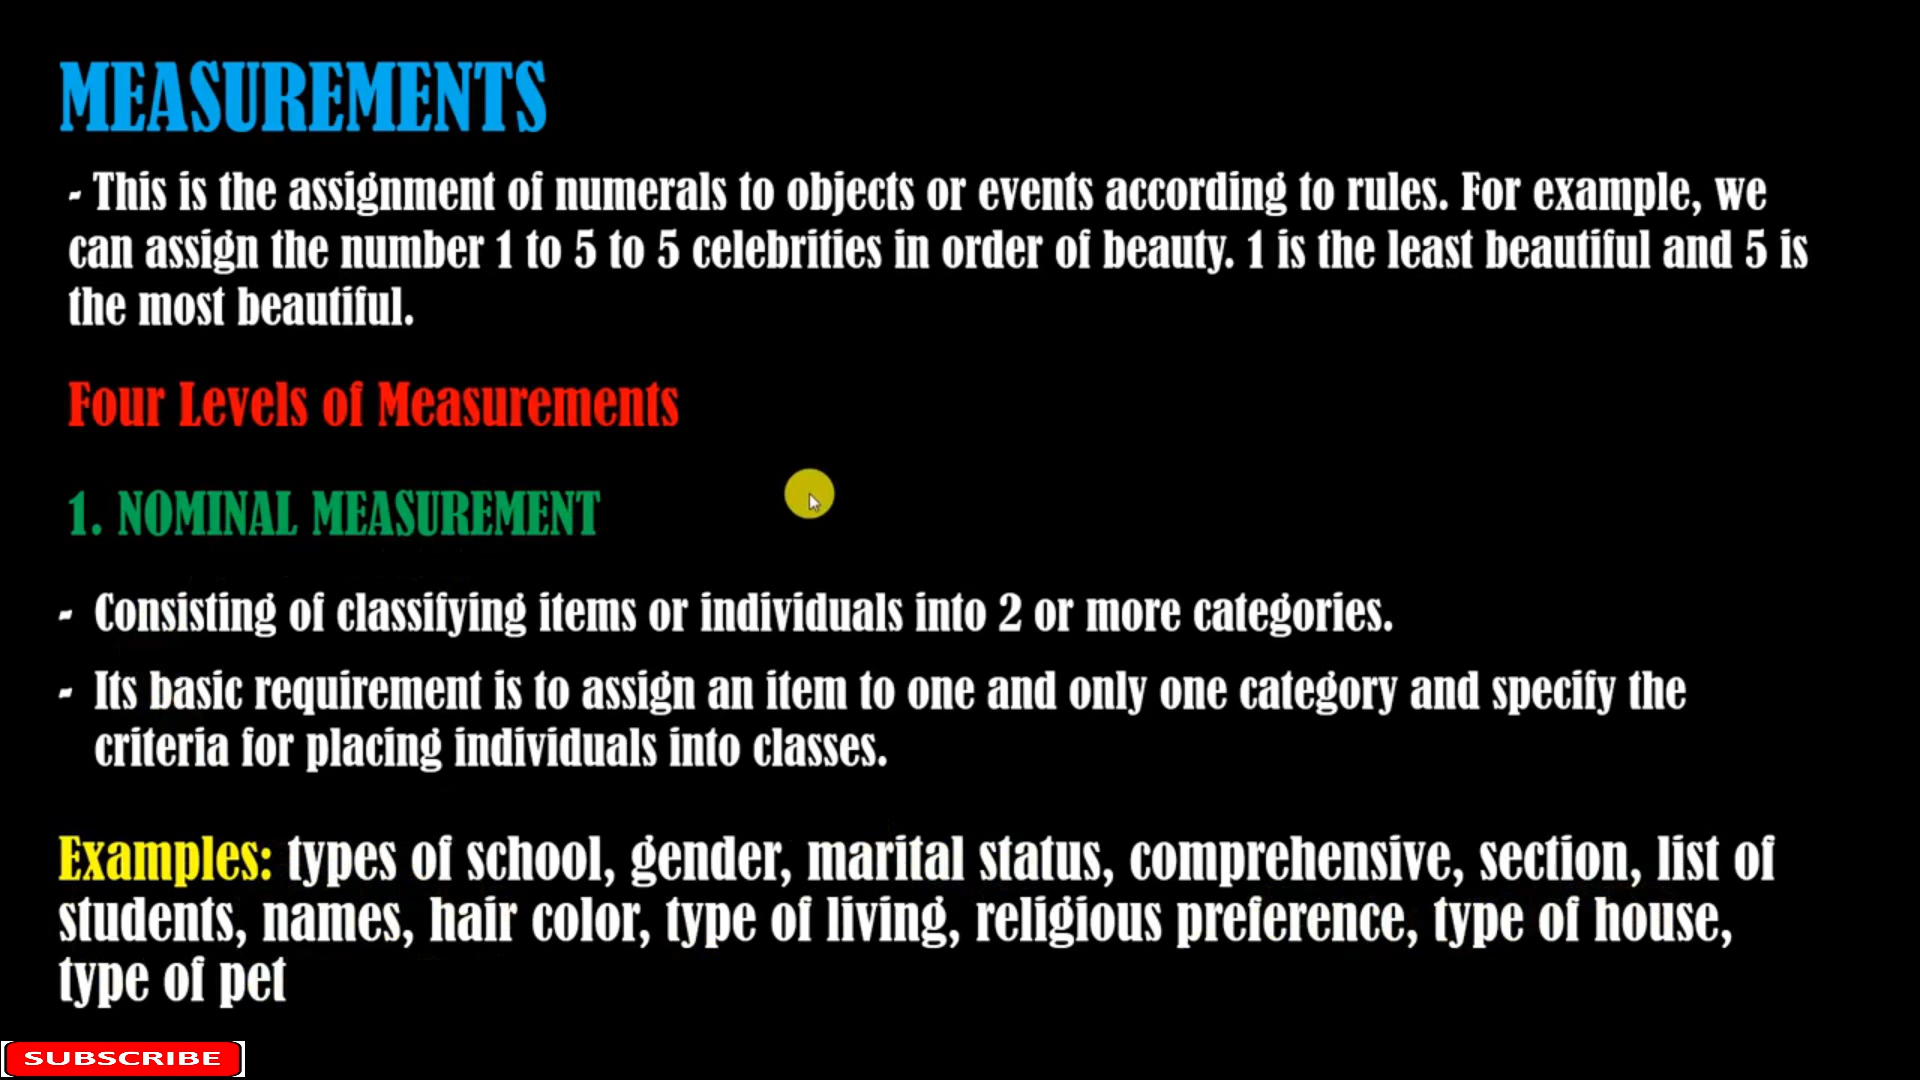 MEASUREMENTS
- This is the assignment of numerals to objects or events according to rules. For example, we
can assign the number 1 to 5 to 5 celebrities in order of beauty. 1 is the least beautiful and 5 is
the most beautiful.
Four Levels of Measurements
1. NOMINAL MEASUREMENT
- Consisting of classifying items or individuals into 2 or more categories.
- Its basic requirement is to assign an item to one and only one category and specify the
criteria for placing individuals into classes.
Examples: types of school, gender, marital status, comprehensive, section, list of
students, names, hair color, type of living, religious preference, type of house,
type of pet
SUBSCRIBE